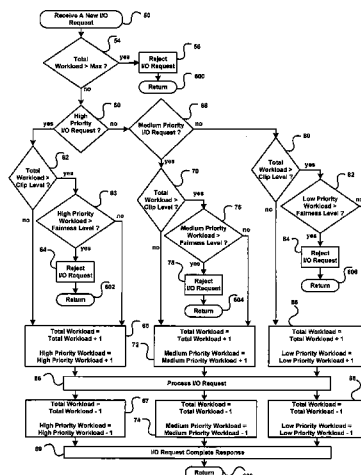 Receive A New I/O
Request
50
54
Total
Workload > Max ?
yes
56
Reject
I/O Request
600
Return
no
High
Priority
I/O Request ?
yes
no
68
Medium Priority
I/O Request ?
yes
no
62
Total
Workload >
Clip Level ?
yes
no
63
High Priority
Workload >
Fairness Level ?
no
yes
64
Reject
I/O Request
602
Return
70
Total
Workload >
Clip Level ?
yes
no
Medium Priority
Workload >
Fairness Level ?
no
yes
Reject
I/O Request
604
Return
80
Total
Workload >
Clip Level ?
yes
no
82
Low Priority
Workload >
Fairness Level ?
no
yes
84
Reject
I/O Request
606
Return
Total Workload =
Total Workload + 1
High Priority Workload =
High Priority Workload + 1
72
Total Workload =
Total Workload + 1
Medium Priority Workload =
Medium Priority Workload + 1
Total Workload =
Total Workload + 1
Low Priority Workload =
Low Priority Workload + 1
Process I/O Request
67
Total Workload =
Total Workload - 1
High Priority Workload =
High Priority Workload - 1
74
Total Workload =
Total Workload - 1
Medium Priority Workload =
Medium Priority Workload - 1
Total Workload =
Total Workload - 1
Low Priority Workload =
Low Priority Workload - 1
I/O Request Complete Response
Return